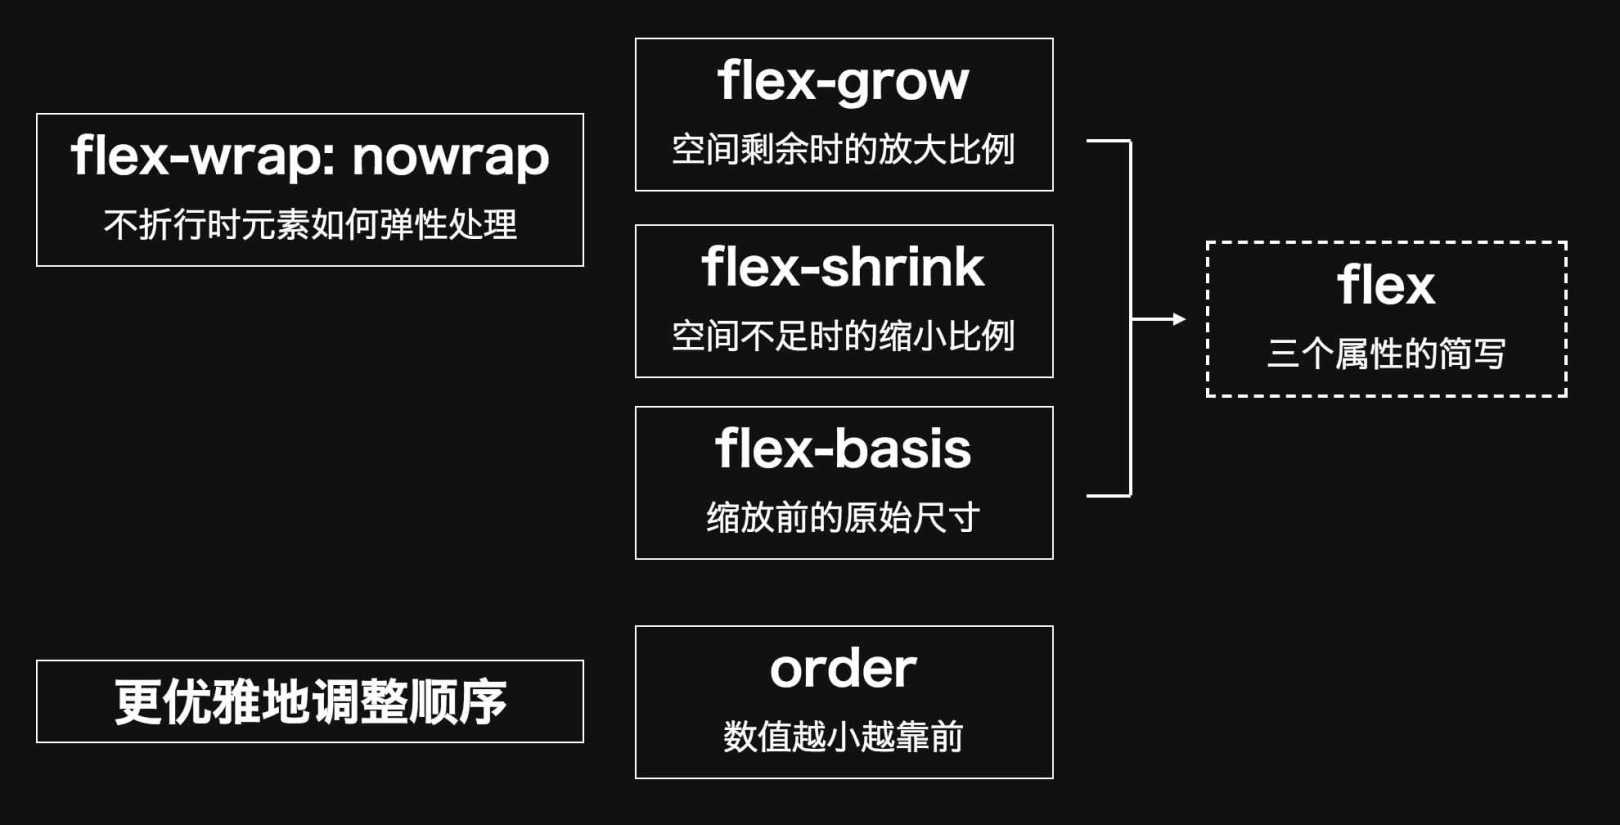 flex-wrap: nowrap
不折行时元素如何弹性处理
flex-grow
空间剩余时的放大比例
flex-shrink
空间不足时的缩小比例
flex-basis
缩放前的原始尺寸
flex
三个属性的简写
更优雅地调整顺序
order
数值越小越靠前